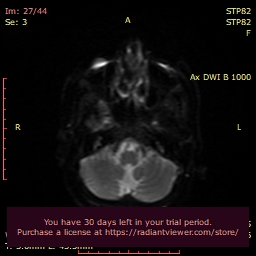 Im: 27/44
Se: 3
A
STP82
STP82
F
Ax DWI B 1000
R
L
You have 30 days left in your trial period.
Purchase a license at https://radiantviewer.com/store/